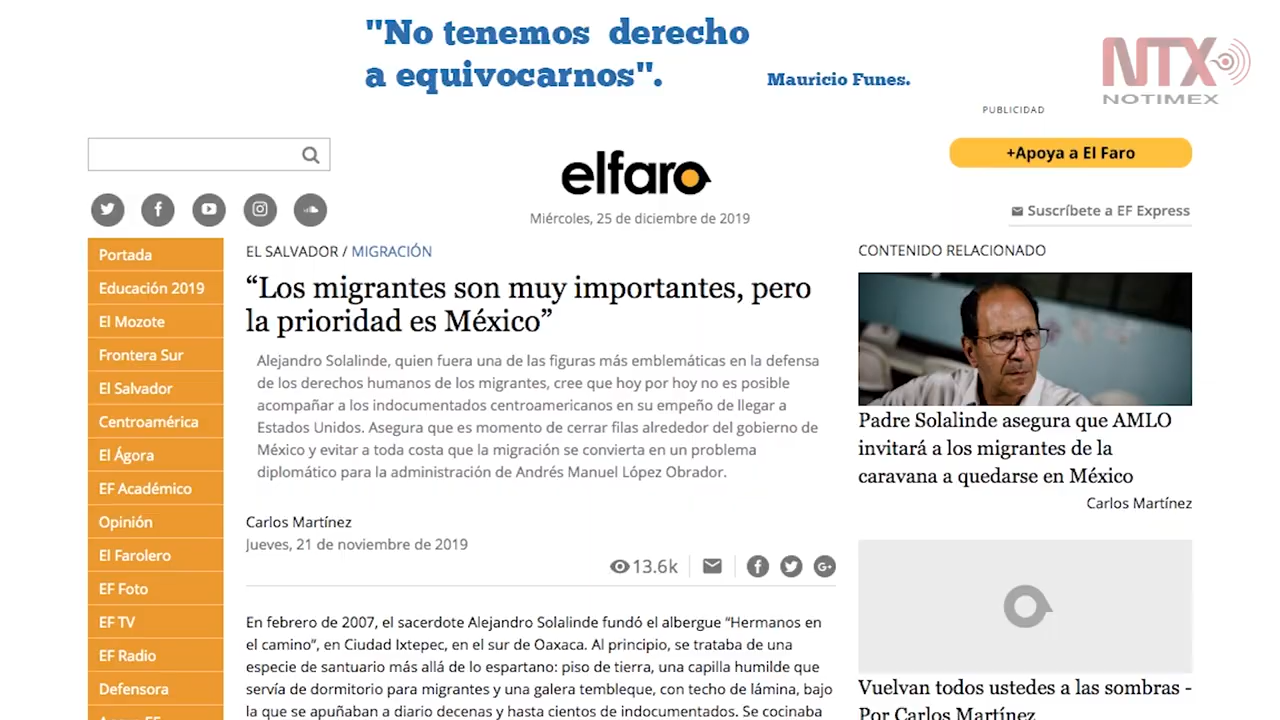 "No tenemos derecho
a equivocarnos".
Mauricio Funes.
NTX
NOTIMEX
PUBLICIDAD
+Apoya a El Faro
elfaro
Miércoles, 25 de diciembre de 2019
Suscríbete a EF Express
Portada
Educación 2019
El Mozote
Frontera Sur
El Salvador
Centroamérica
El Ágora
EF Académico
Opinión
El Farolero
EF Foto
EF TV
EF Radio
Defensora
EL SALVADOR / MIGRACIÓN
“Los migrantes son muy importantes, pero
la prioridad es México”
Alejandro Solalinde, quien fuera una de las figuras más emblemáticas en la defensa
de los derechos humanos de los migrantes, cree que hoy por hoy no es posible
acompañar a los indocumentados centroamericanos en su empeño de llegar a
Estados Unidos. Asegura que es momento de cerrar filas alrededor del gobierno de
México y evitar a toda costa que la migración se convierta en un problema
diplomático para la administración de Andrés Manuel López Obrador.
Carlos Martínez
Jueves, 21 de noviembre de 2019
13.6k
En febrero de 2007, el sacerdote Alejandro Solalinde fundó el albergue “Hermanos en
el camino”, en Ciudad Ixtepec, en el sur de Oaxaca. Al principio, se trataba de una
especie de santuario más allá de lo espartano: piso de tierra, una capilla humilde que
servía de dormitorio para migrantes y una galera tembleque, con techo de lámina, bajo
la que se apuñaban a diario decenas y hasta cientos de indocumentados. Se cocinaba
CONTENIDO RELACIONADO
Padre Solalinde asegura que AMLO
invitará a los migrantes de la
caravana a quedarse en México
Carlos Martínez
Vuelvan todos ustedes a las sombras -
Por Carlos Martínez